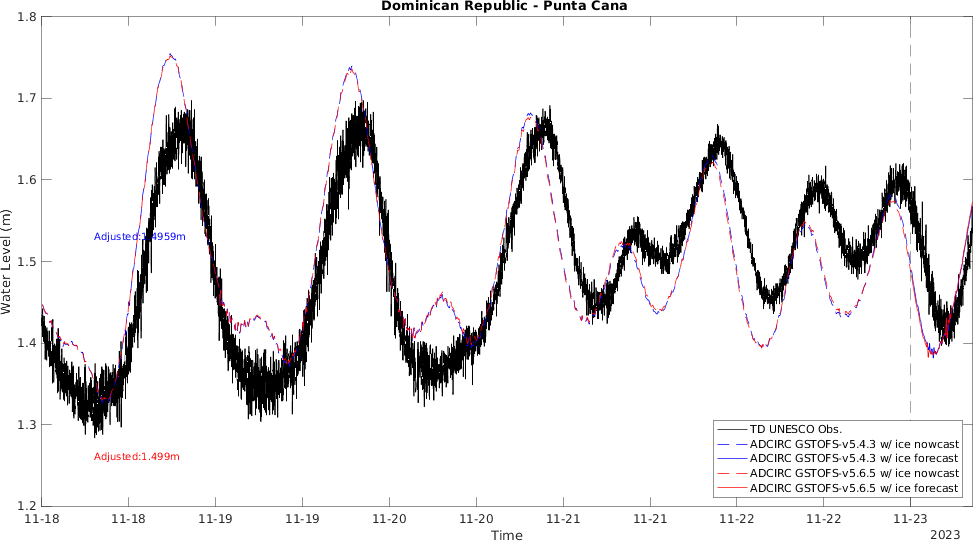 Dominican Republic - Punta Cana
1.8
1.7
1.6
1.5
1.4
1.3
1.2
Water Level (m)
Adjusted:1.4959m
Adjusted:1.499m
TD UNESCO Obs.
ADCIRC GSTOFS-v5.4.3 w/ ice nowcast
ADCIRC GSTOFS-v5.4.3 w/ ice forecast
ADCIRC GSTOFS-v5.6.5 w/ ice nowcast
ADCIRC GSTOFS-v5.6.5 w/ ice forecast
11-18 11-18 11-19 11-19 11-20 11-20 11-21 11-21 11-22 11-22 11-23
Time
2023